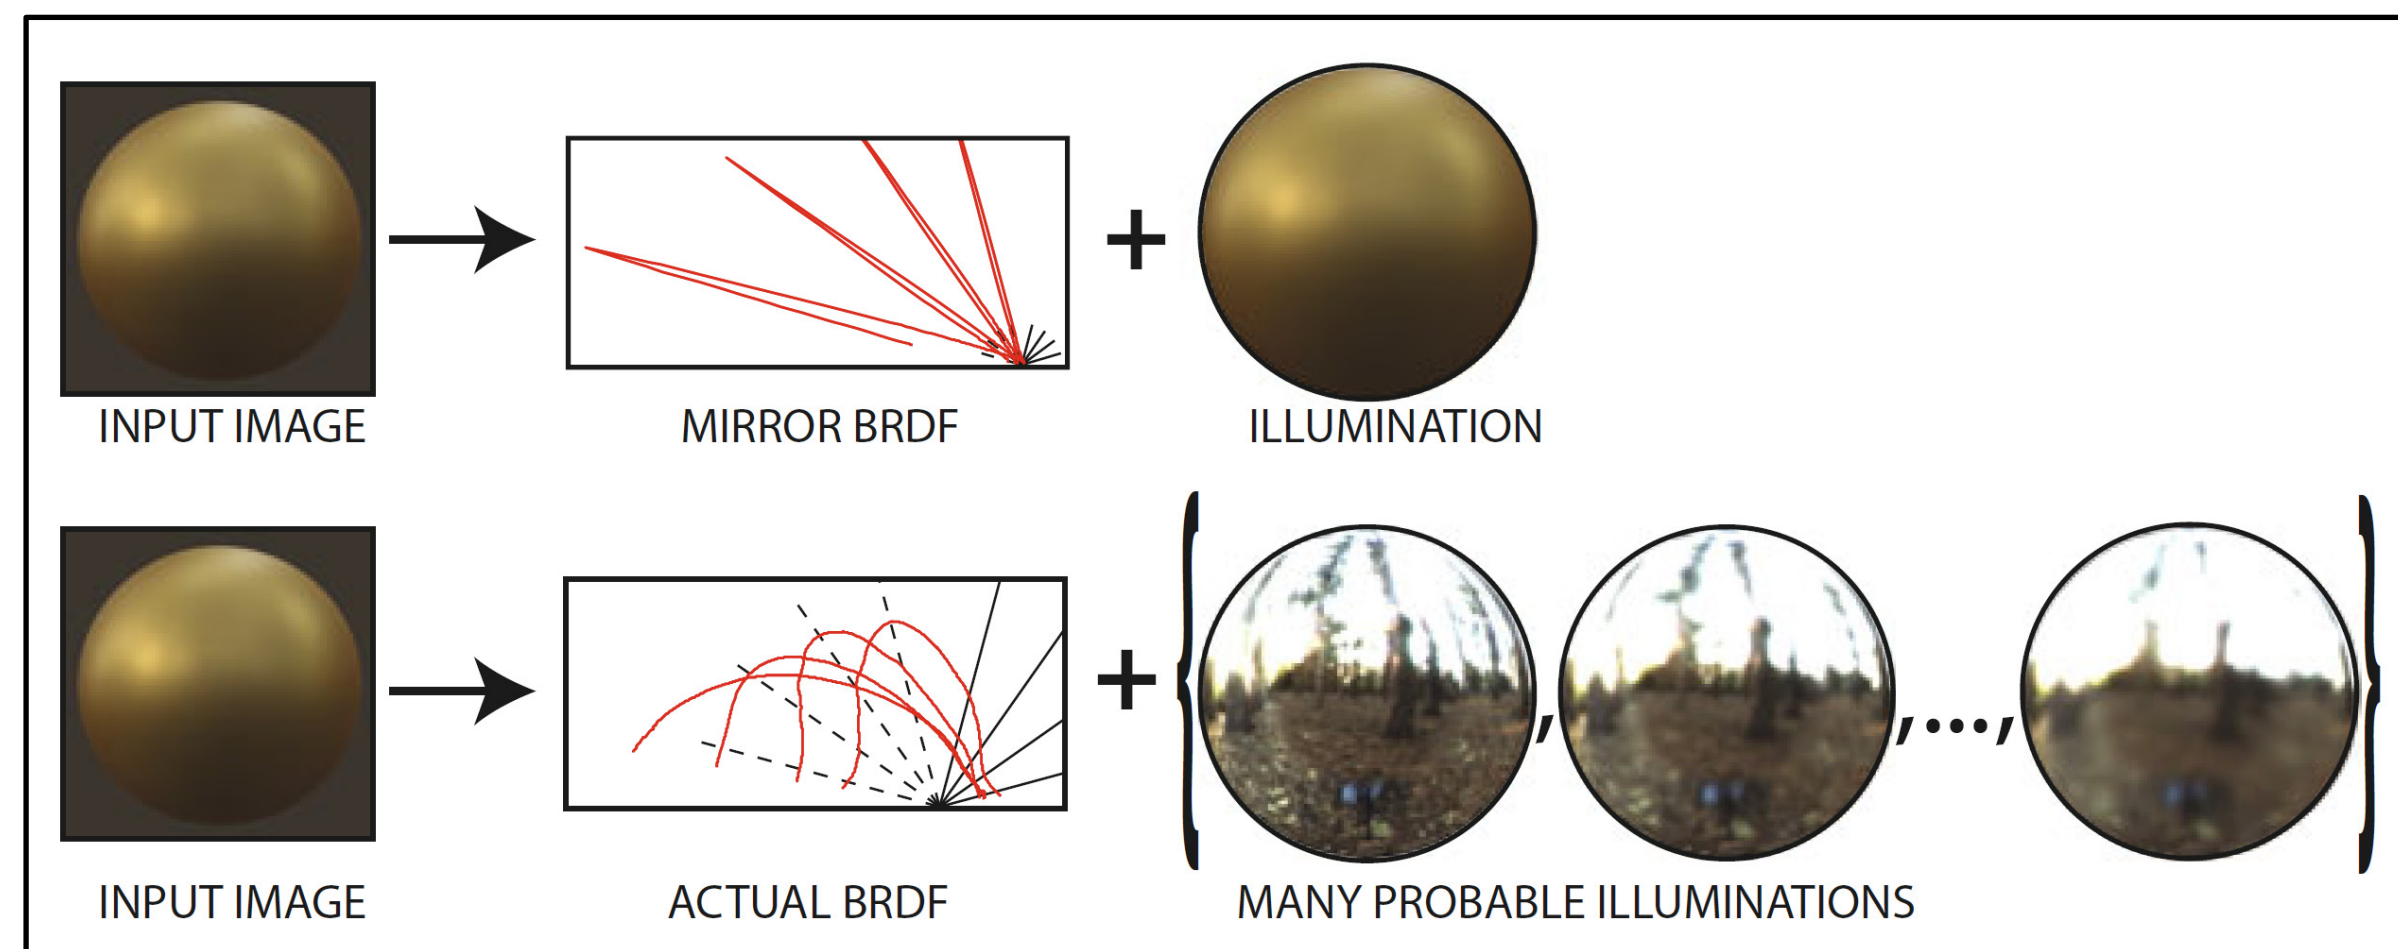 INPUT IMAGE
MIRROR BRDF
ILLUMINATION
INPUT IMAGE
ACTUAL BRDF
MANY PROBABLE ILLUMINATIONS